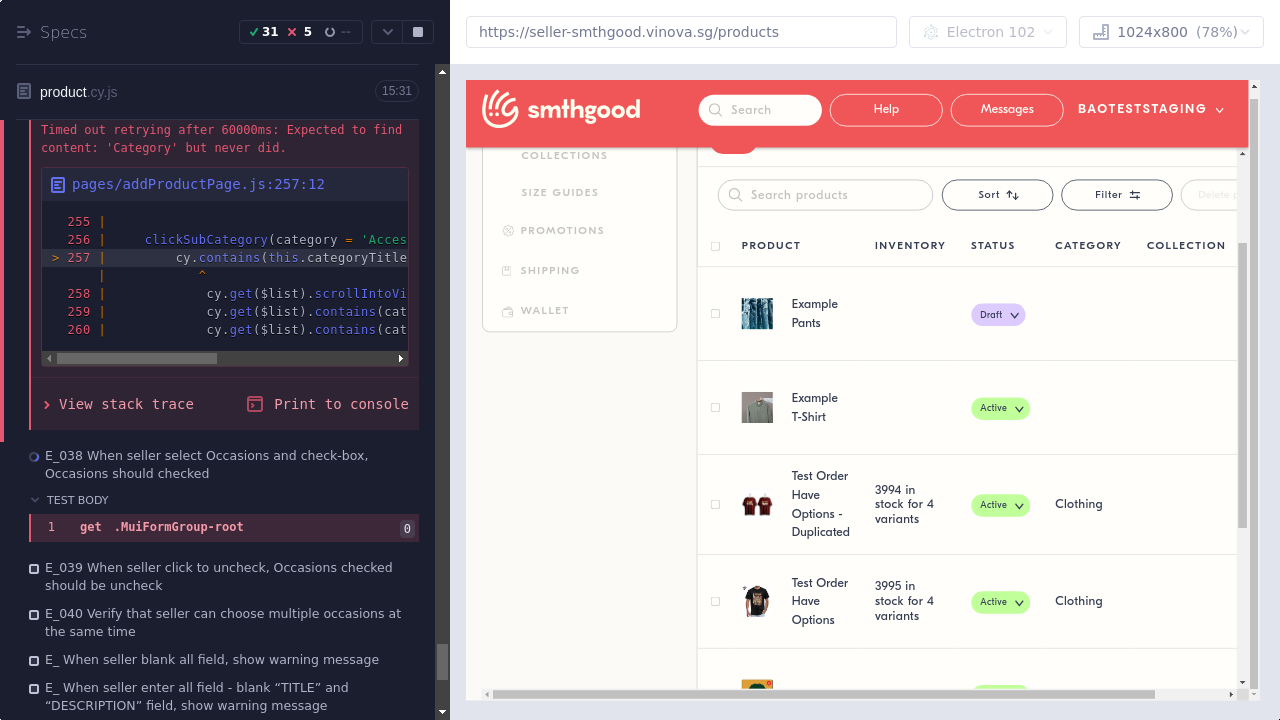 Specs
31
5
--
https://seller-smthgood.vinova.sg/products
Electron 102
1024x800 (78%)
product.cy.js
15:31
Timed out retrying after 60000ms: Expected to find
content: 'Category' but never did.
pages/addProductPage.js:257:12
255 |
256 | clickSubCategory(category = 'Acces
> 257 | cy.contains(this.categoryTitle
| ^
258 | cy.get($list).scrollIntoVi
259 | cy.get($list).contains(cat
260 | cy.get($list).contains(cat
View stack trace
Print to console
E_038 When seller select Occasions and check-box,
Occasions should checked
TEST BODY
1 get .MuiFormGroup-root 0
E_039 When seller click to uncheck, Occasions checked
should be uncheck
E_040 Verify that seller can choose multiple occasions at
the same time
E_ When seller blank all field, show warning message
E_ When seller enter all field - blank “TITLE” and
“DESCRIPTION” field, show warning message
smthgood
Search
Help
Messages
BAOTESTSTAGING
COLLECTIONS
SIZE GUIDES
PROMOTIONS
SHIPPING
WALLET
Search products
Sort
Filter
Delete p
PRODUCT INVENTORY STATUS CATEGORY COLLECTION
Example
Pants
Draft
Example
T-Shirt
Active
Test Order
Have
Options -
Duplicated
3994 in
stock for 4
variants
Active
Clothing
Test Order
Have
Options
3995 in
stock for 4
variants
Active
Clothing